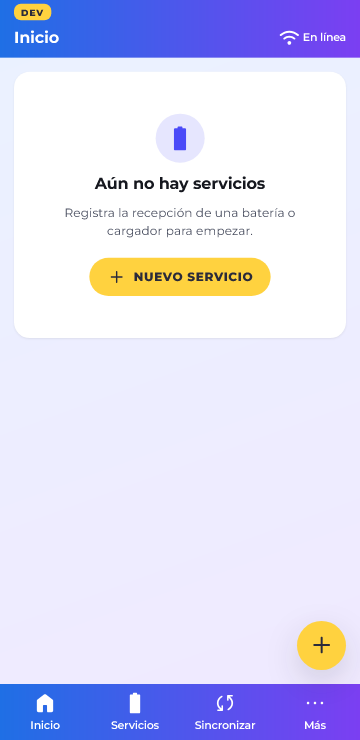 DEV
Inicio
En línea
Aún no hay servicios
Registra la recepción de una batería o
cargador para empezar.
NUEVO SERVICIO
Inicio
Servicios
Sincronizar
Más